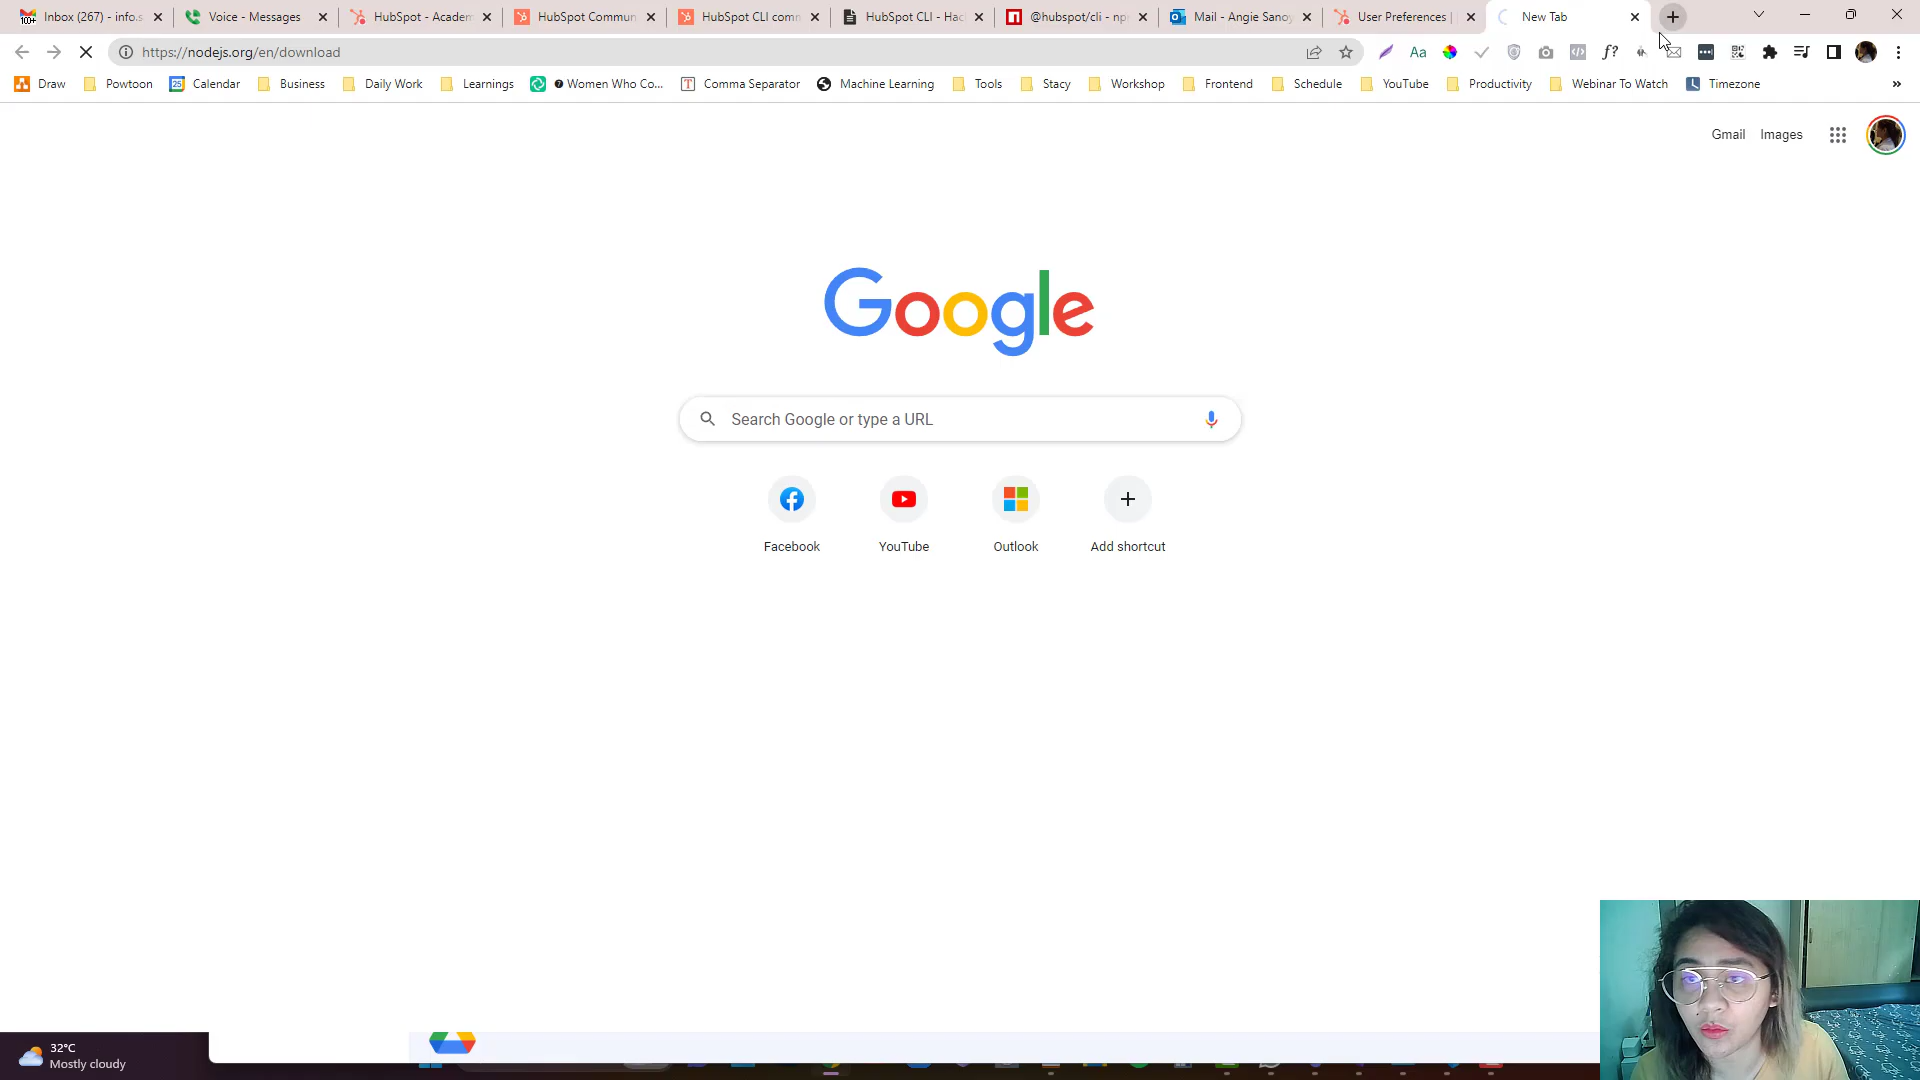 Inbox (267) - info.s
Voice - Messages
HubSpot - Academ
HubSpot Commun
HubSpot CLI comm
HubSpot CLI - Hac
@hubspot/cli - npr
Mail - Angie Sanoy
User Preferences |
New Tab
https://nodejs.org/en/download
Draw
Powtoon
Calendar
Business
Daily Work
Learnings
Women Who Co...
Comma Separator
Machine Learning
Tools
Stacy
Workshop
Frontend
Schedule
YouTube
Productivity
Webinar To Watch
Timezone
»
Gmail
Images
Google
Search Google or type a URL
Facebook
YouTube
Outlook
Add shortcut
32°C
Mostly cloudy